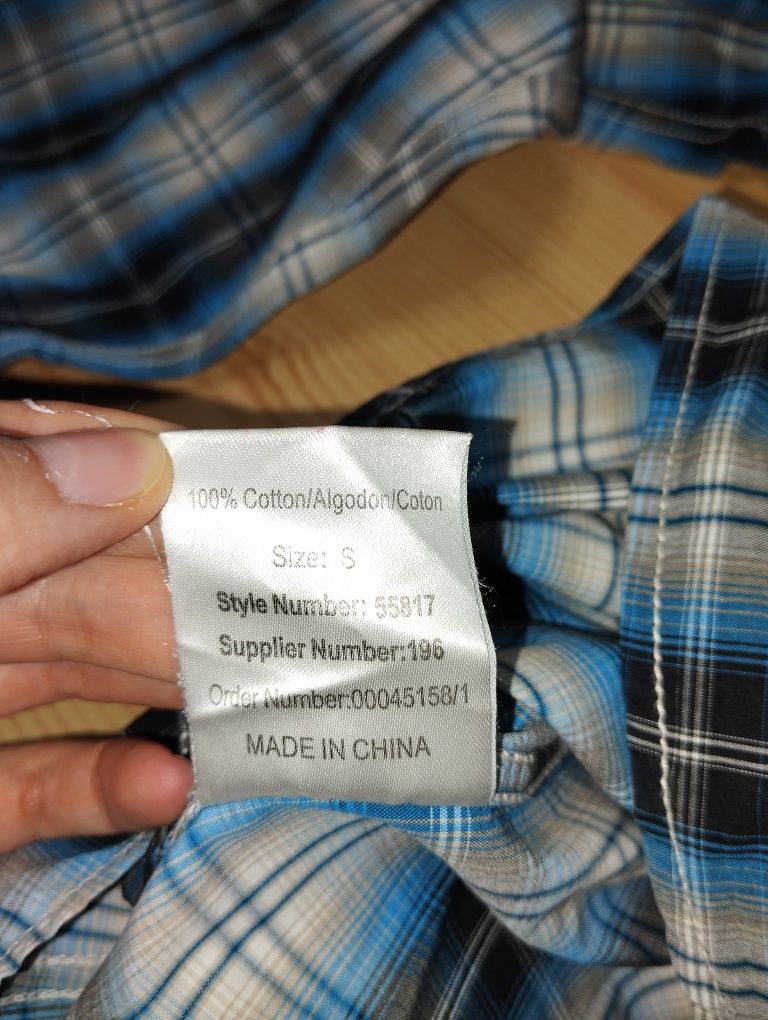 100% Cotton/Algodon/Coton
Size: S
Style Number: 55817
Supplier Number:196
Order Number:00045158/1
MADE IN CHINA